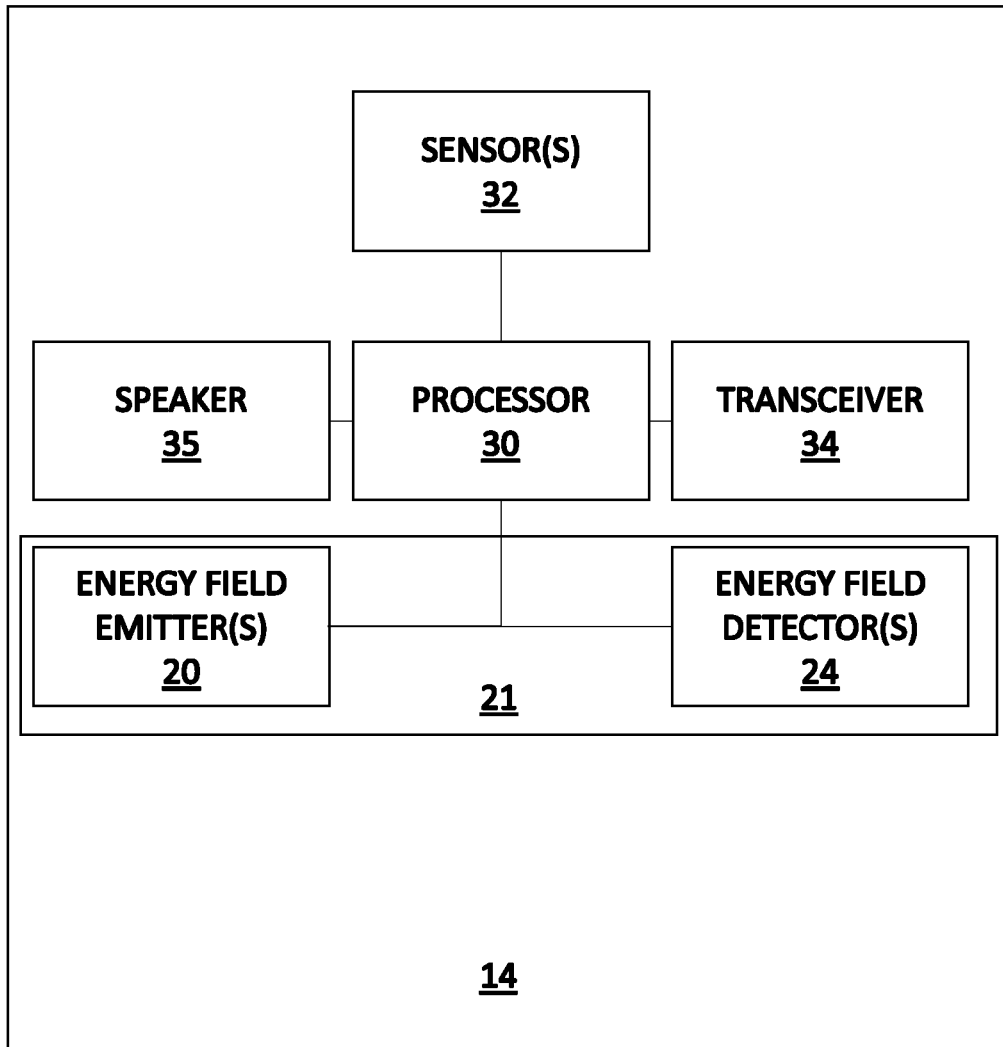 SENSOR(S)
32
SPEAKER
35
PROCESSOR
30
TRANSCEIVER
34
ENERGY FIELD
EMITTER(S)
20
ENERGY FIELD
DETECTOR(S)
24
21
14